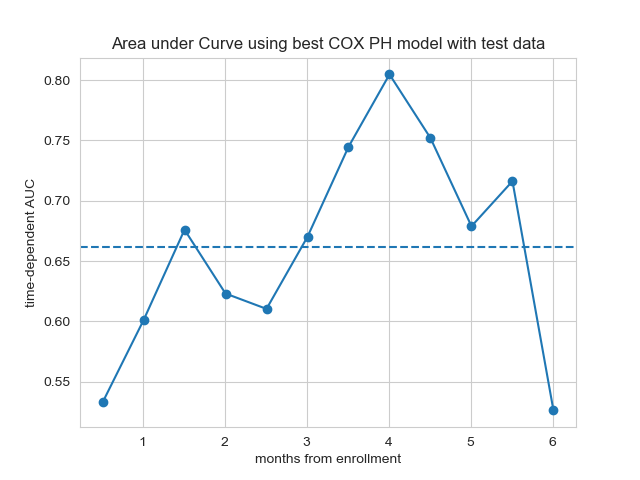 Area under Curve using best COX PH model with test data
time-dependent AUC
0.80
0.75
0.70
0.65
0.60
0.55
1 2 3 4 5 6
months from enrollment